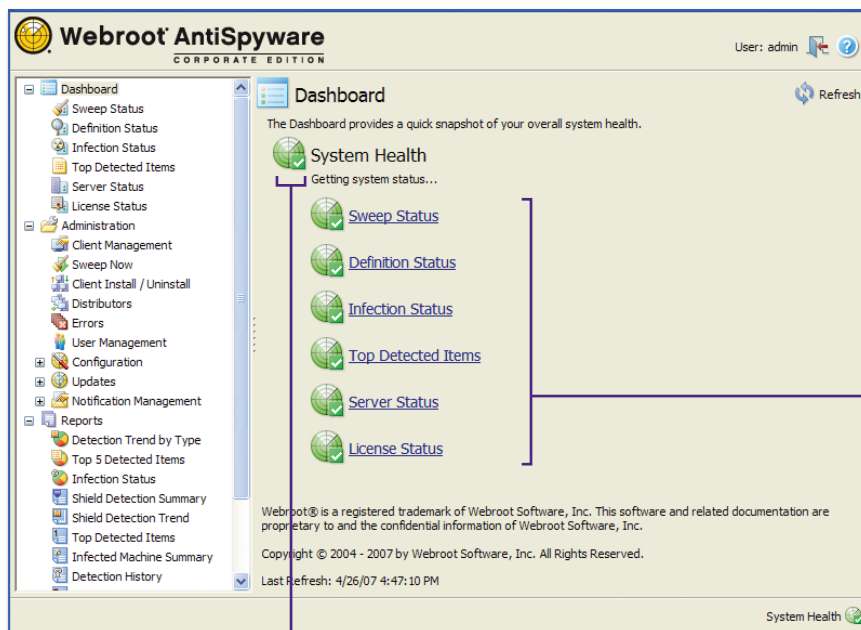 Webroot® AntiSpyware
CORPORATE EDITION
User: admin
Dashboard
Sweep Status
Definition Status
Infection Status
Top Detected Items
Server Status
License Status
Administration
Client Management
Sweep Now
Client Install / Uninstall
Distributors
Errors
User Management
Configuration
Updates
Notification Management
Reports
Detection Trend by Type
Top 5 Detected Items
Infection Status
Shield Detection Summary
Shield Detection Trend
Top Detected Items
Infected Machine Summary
Detection History
Dashboard
Refresh
The Dashboard provides a quick snapshot of your overall system health.
System Health
Getting system status...
Sweep Status
Definition Status
Infection Status
Top Detected Items
Server Status
License Status
Webroot® is a registered trademark of Webroot Software, Inc. This software and related documentation are
proprietary to and the confidential information of Webroot Software, Inc.
Copyright © 2004 - 2007 by Webroot Software, Inc. All Rights Reserved.
Last Refresh: 4/26/07 4:47:10 PM
System Health